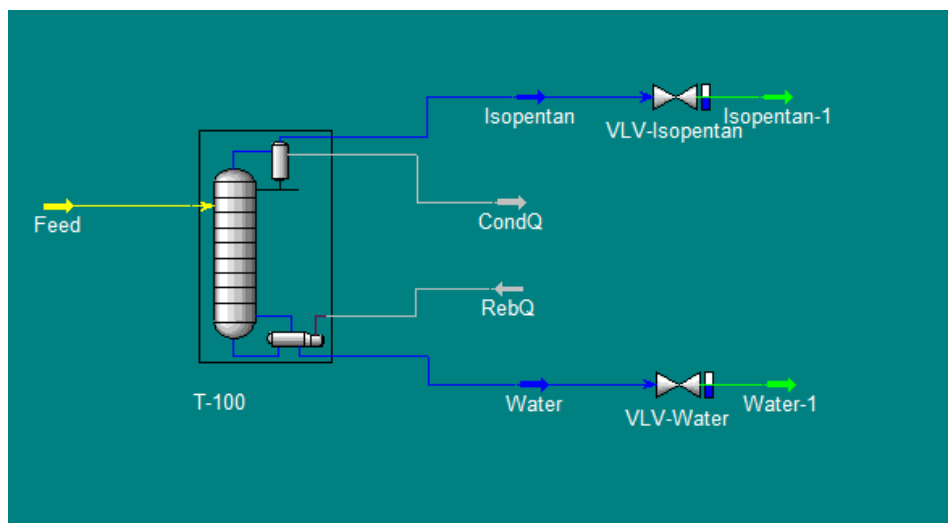 Isopentan
VLV-Isopentan
Isopentan-1
Feed
CondQ
RebQ
T-100
Water
VLV-Water
Water-1